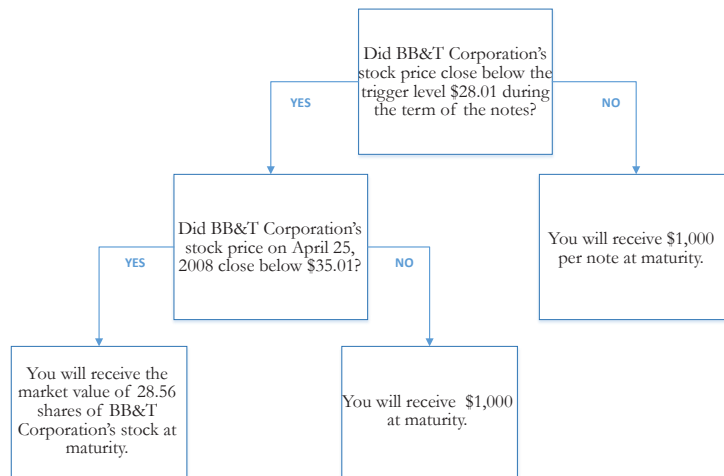 Did BB&T Corporation's
stock price close below the
trigger level $28.01 during
the term of the notes?
YES
NO
Did BB&T Corporation's
stock price on April 25,
2008 close below $35.01?
You will receive $1,000
per note at maturity.
YES
NO
You will receive the
market value of 28.56
shares of BB&T
Corporation's stock at
maturity.
You will receive $1,000
at maturity.